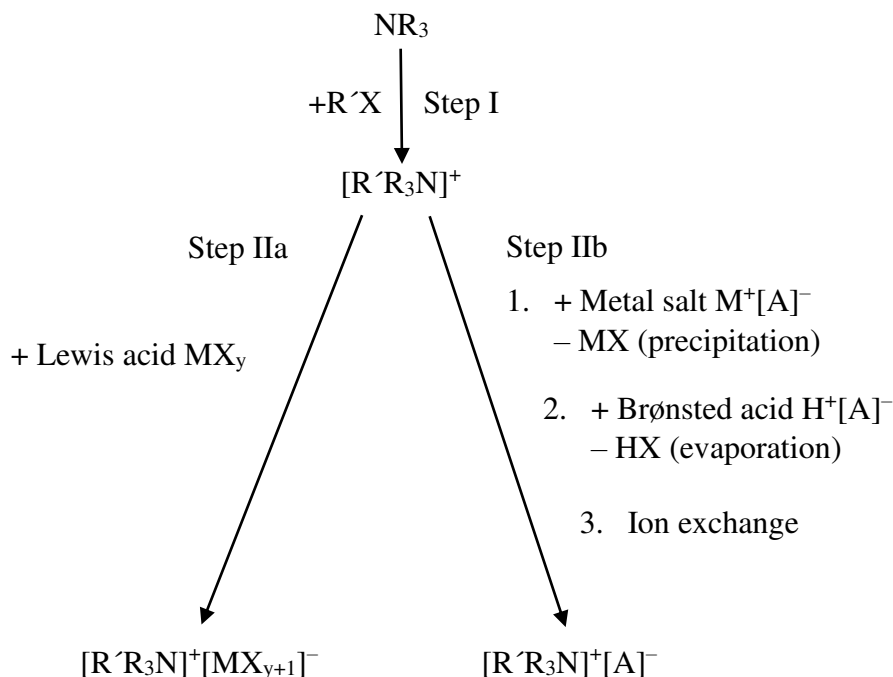 NR₃
+R´X Step I
[R´R₃N]⁺
Step IIa
Step IIb
1. + Metal salt M⁺[A]⁻
– MX (precipitation)
+ Lewis acid MXᵧ
2. + Brønsted acid H⁺[A]⁻
– HX (evaporation)
3. Ion exchange
[R´R₃N]⁺[MXᵧ₊₁]⁻
[R´R₃N]⁺[A]⁻